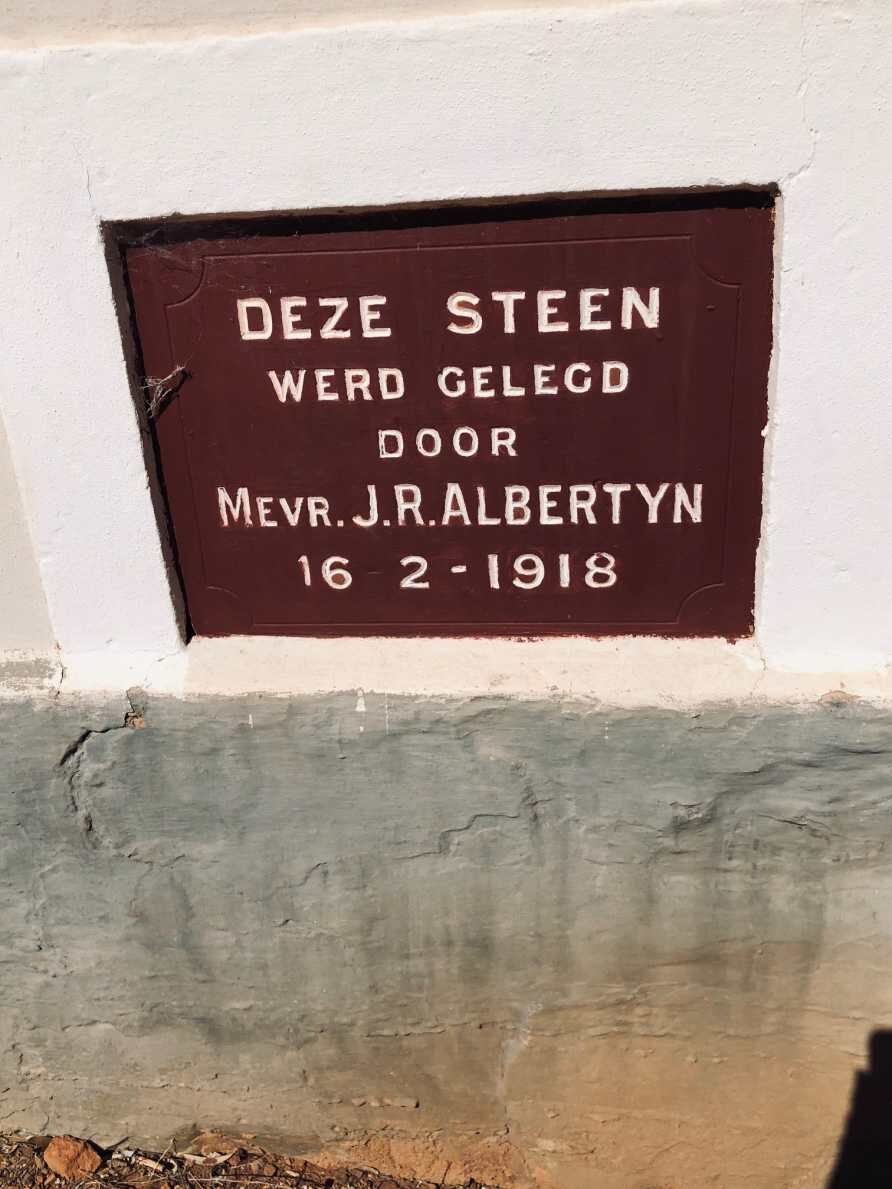 DEZE STEEN
WERD GELEGD
DOOR
MEVR. J.R. ALBERTYN
16 2-1918